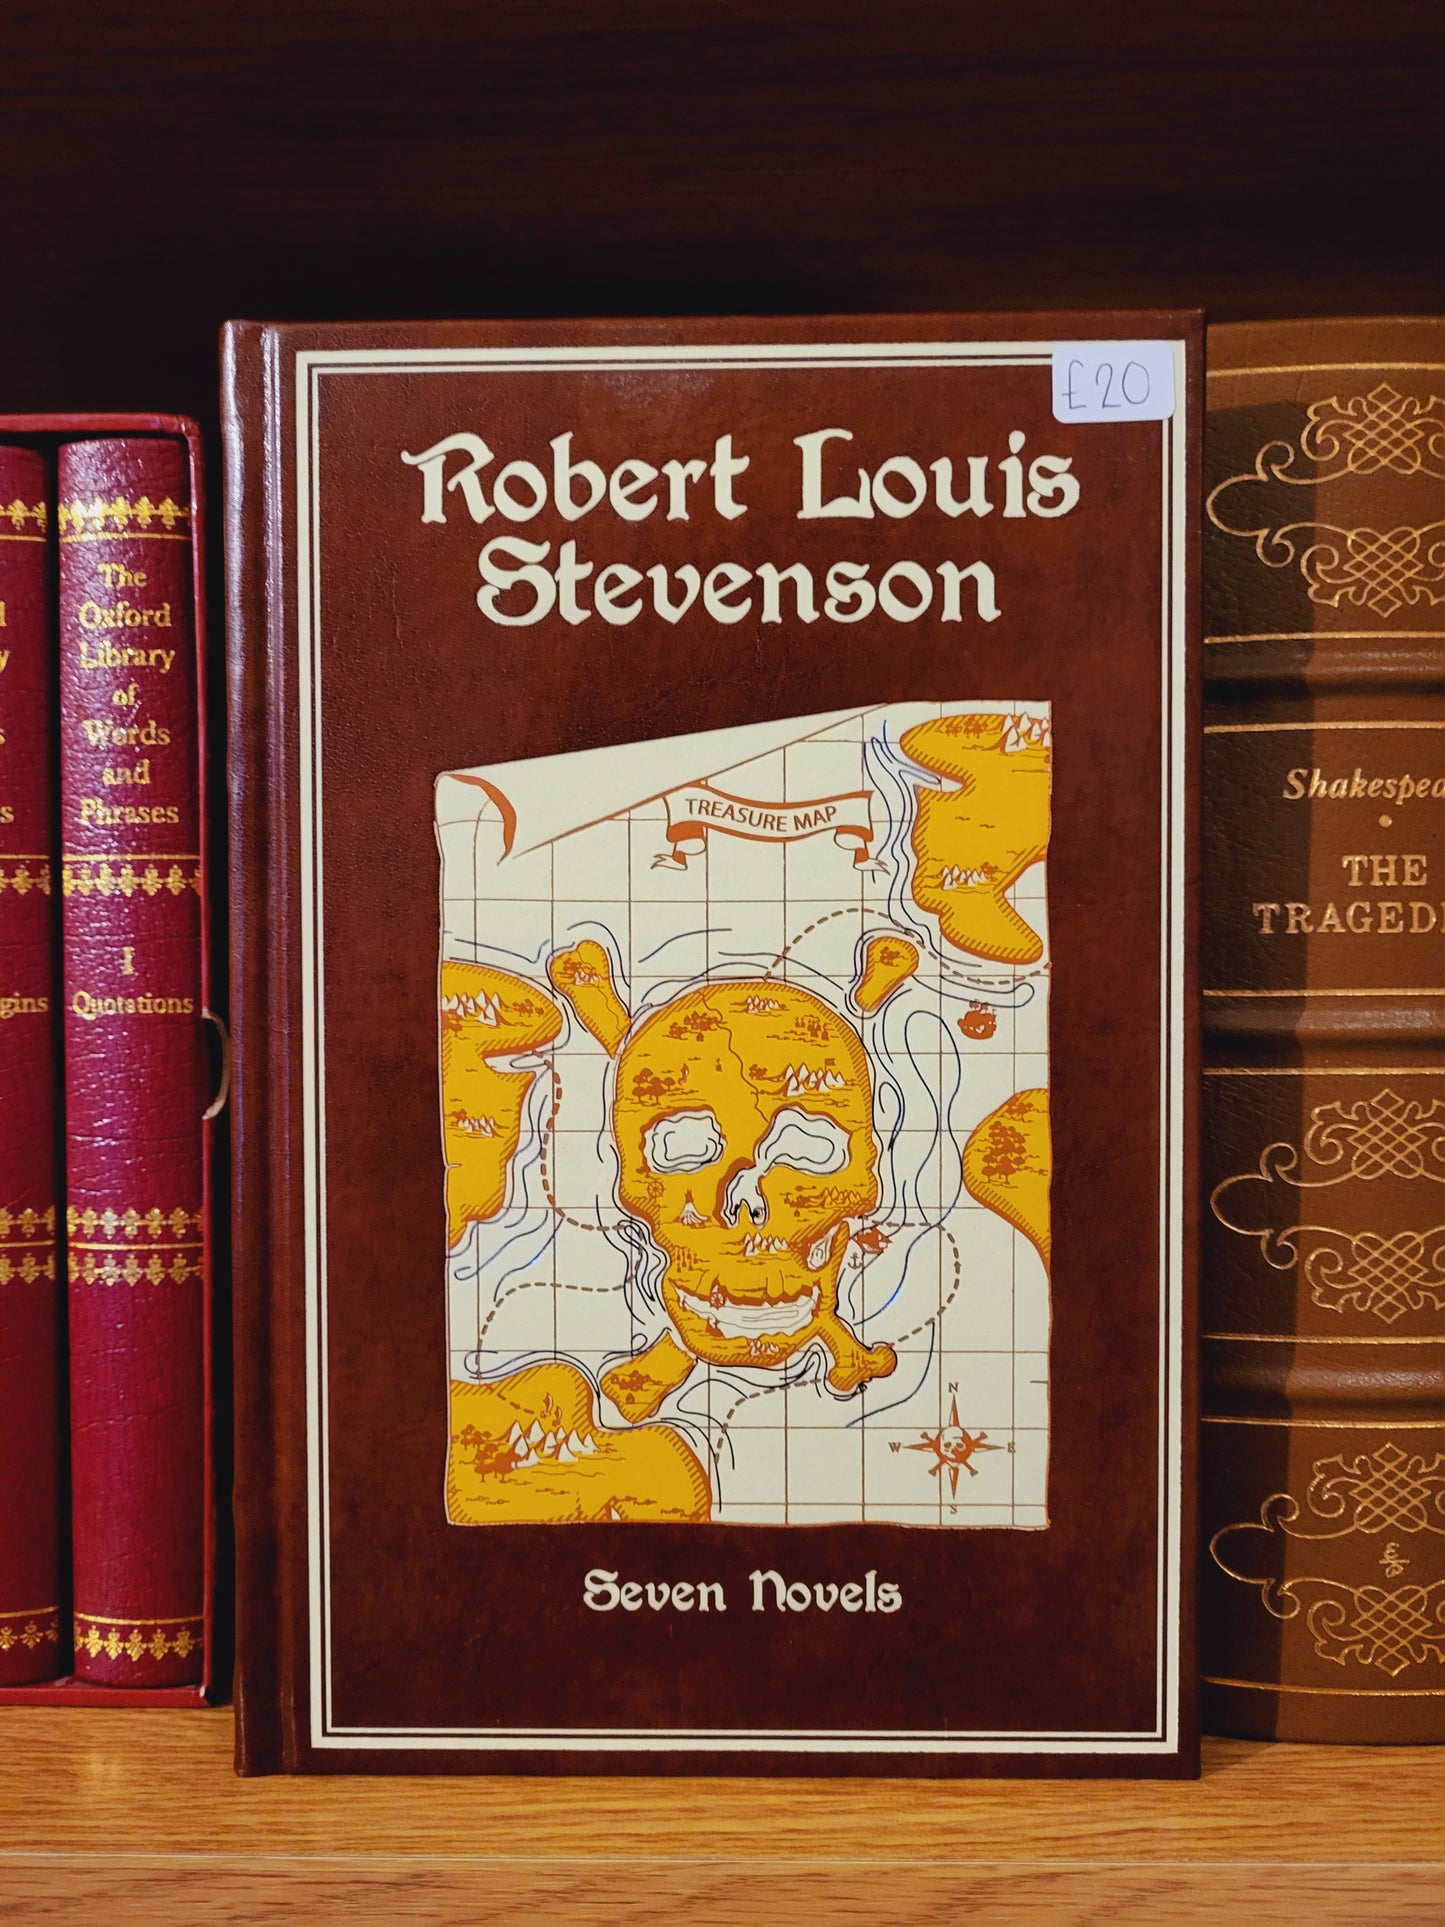 £20
Robert Louis
Stevenson
TREASURE MAP
N
W
E
S
Seven Novels
The
Oxford
Library
of
Words
and
Phrases
I
Quotations
gins
Shakespea
THE
TRAGED